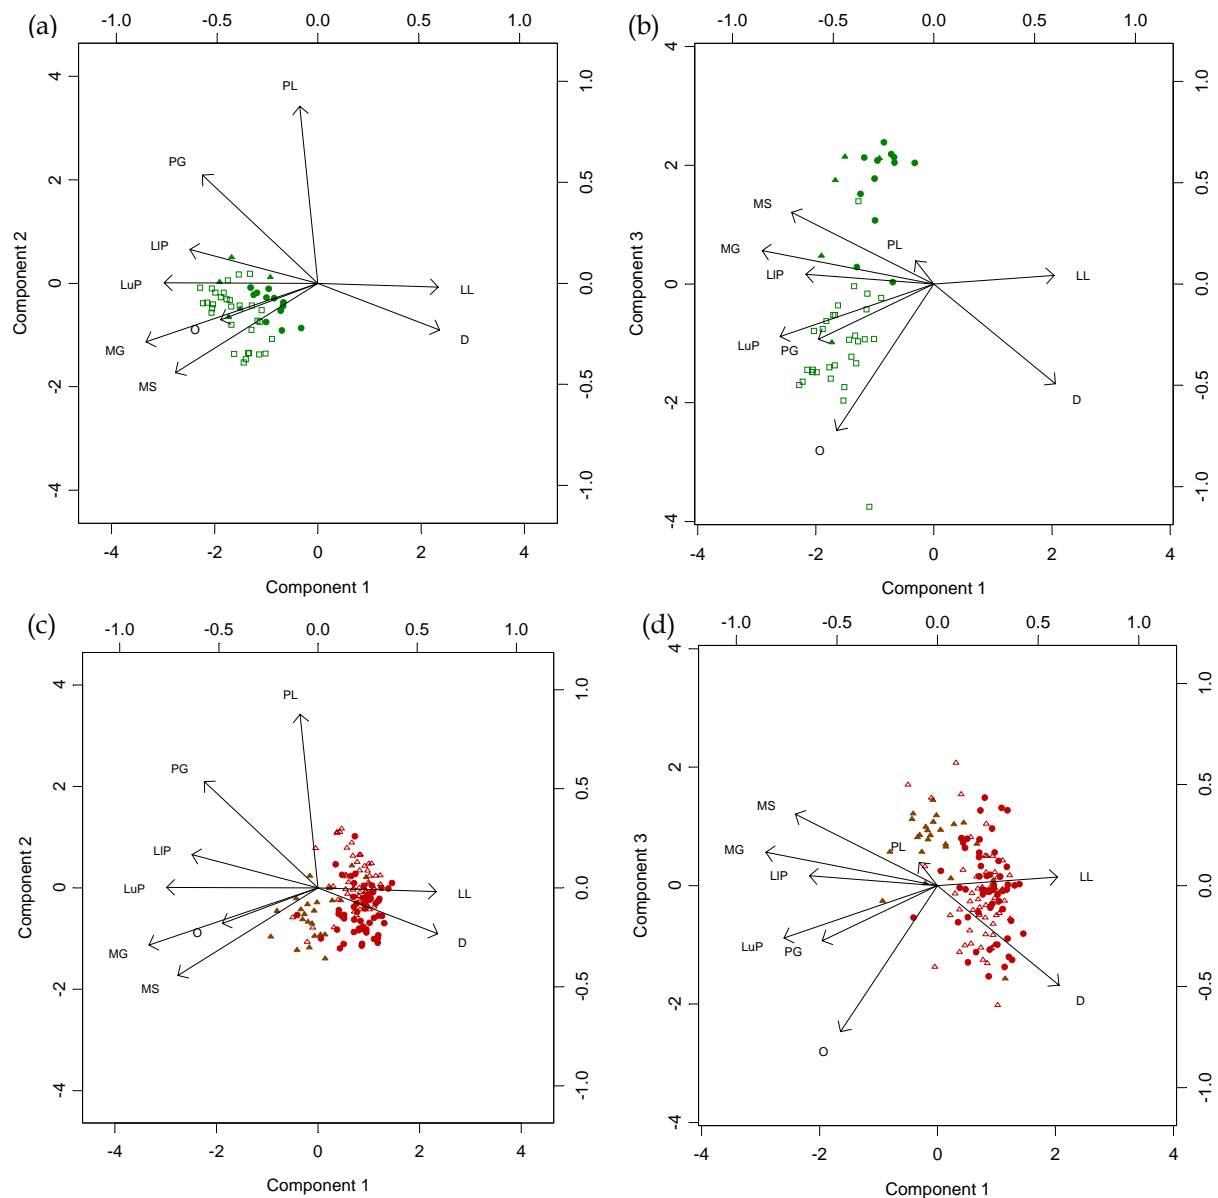 (a)
-1.0 -0.5 0.0 0.5 1.0
4 2 0 -2 -4
Component 2
1.0 0.5 0.0 -0.5 -1.0
PL
PG
LIP
LuP
LL
O
D
MG
MS
-4 -2 0 2 4
Component 1
(b)
-1.0 -0.5 0.0 0.5 1.0
4 2 0 -2 -4
Component 3
1.0 0.5 0.0 -0.5 -1.0
MS
MG
PL
LIP
LL
LuP
PG
D
O
-4 -2 0 2 4
Component 1
(c)
-1.0 -0.5 0.0 0.5 1.0
4 2 0 -2 -4
Component 2
1.0 0.5 0.0 -0.5 -1.0
PL
PG
LIP
LuP
LL
O
D
MG
MS
-4 -2 0 2 4
Component 1
(d)
-1.0 -0.5 0.0 0.5 1.0
4 2 0 -2 -4
Component 3
1.0 0.5 0.0 -0.5 -1.0
MS
MG
PL
LIP
LL
LuP
PG
D
O
-4 -2 0 2 4
Component 1